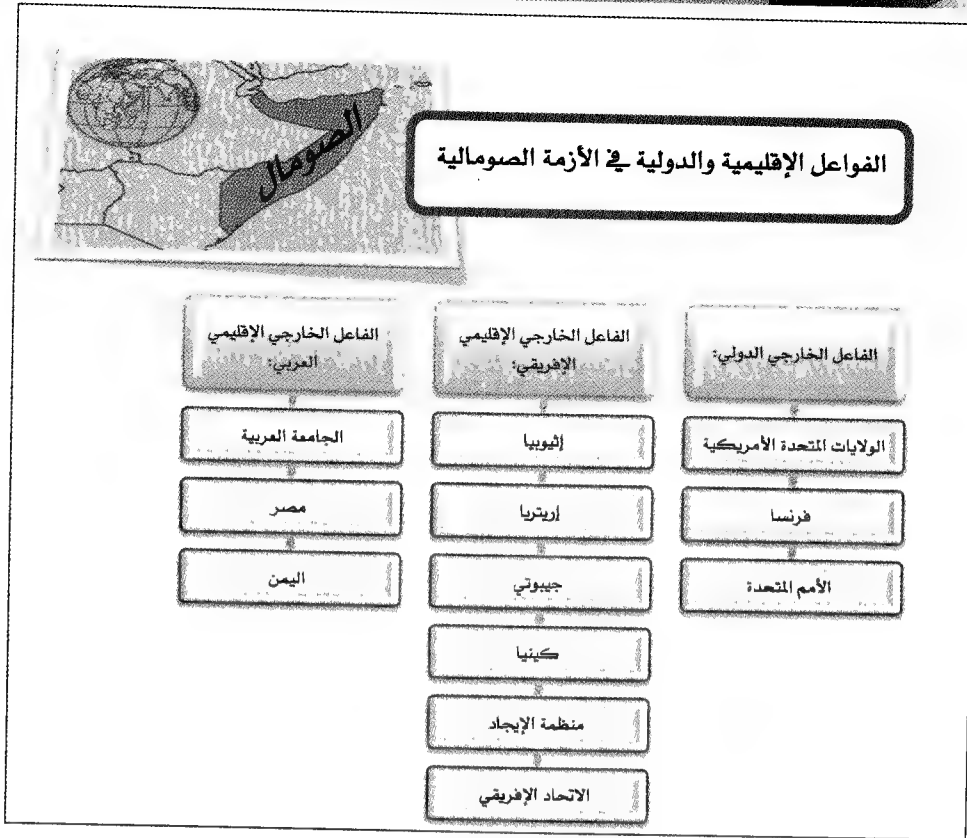 الصومال
الفواعل الإقليمية والدولية في الأزمة الصومالية
الفاعل الخارجي الدولي:
الولايات المتحدة الأمريكية
فرنسا
الأمم المتحدة
الفاعل الخارجي الإقليمي
الإفريقي:
إثيوبيا
إريتريا
جيبوتي
كينيا
منظمة الإيجاد
الاتحاد الإفريقي
الفاعل الخارجي الإقليمي
العربي:
الجامعة العربية
مصر
اليمن